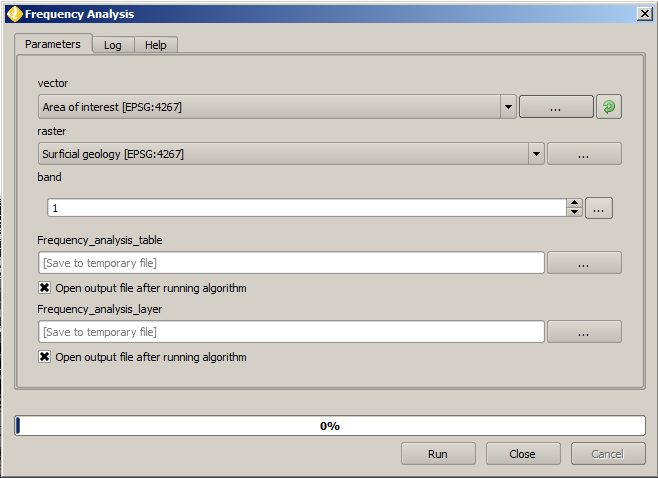 Frequency Analysis
Parameters Log Help
vector
Area of interest [EPSG:4267] ...
raster
Surficial geology [EPSG:4267] ...
band
1 ...
Frequency_analysis_table
[Save to temporary file] ...
Open output file after running algorithm
Frequency_analysis_layer
[Save to temporary file] ...
Open output file after running algorithm
0%
Run Close Cancel